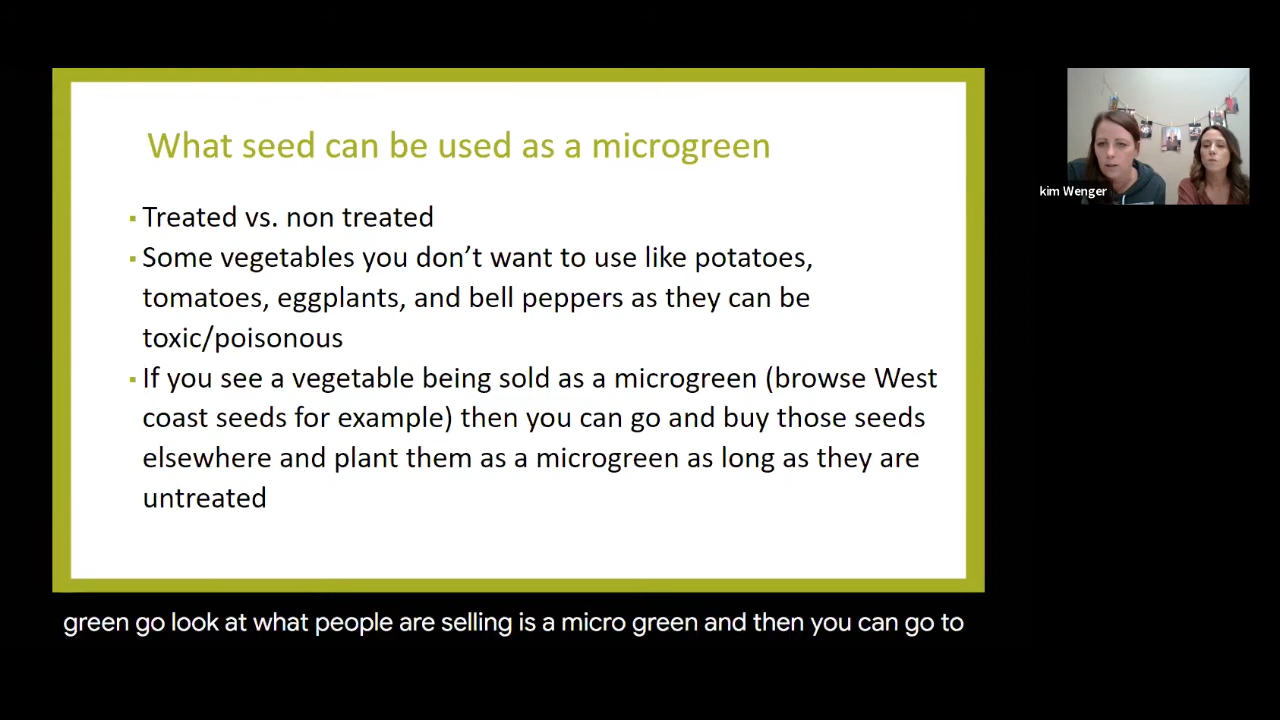 What seed can be used as a microgreen
▪ Treated vs. non treated
▪ Some vegetables you don’t want to use like potatoes,
tomatoes, eggplants, and bell peppers as they can be
toxic/poisonous
▪ If you see a vegetable being sold as a microgreen (browse West
coast seeds for example) then you can go and buy those seeds
elsewhere and plant them as a microgreen as long as they are
untreated
kim Wenger
green go look at what people are selling is a micro green and then you can go to